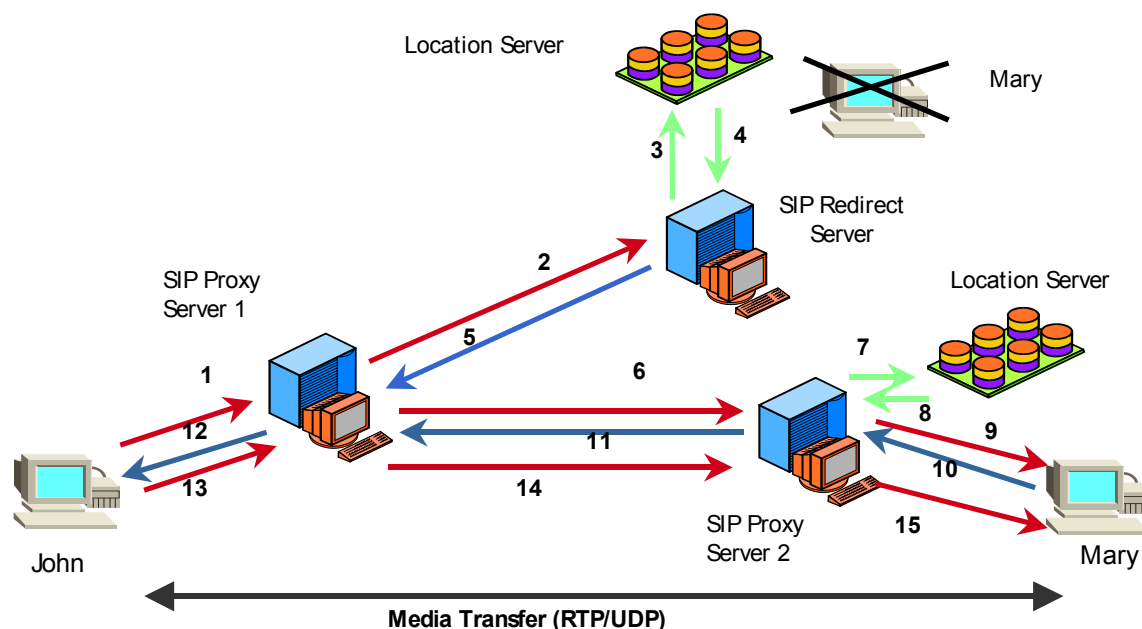 Location Server
Mary
3
4
SIP Redirect
Server
2
SIP Proxy
Server 1
5
Location Server
7
1
6
8
9
12
11
10
13
14
15
SIP Proxy
Server 2
John
Mary
Media Transfer (RTP/UDP)